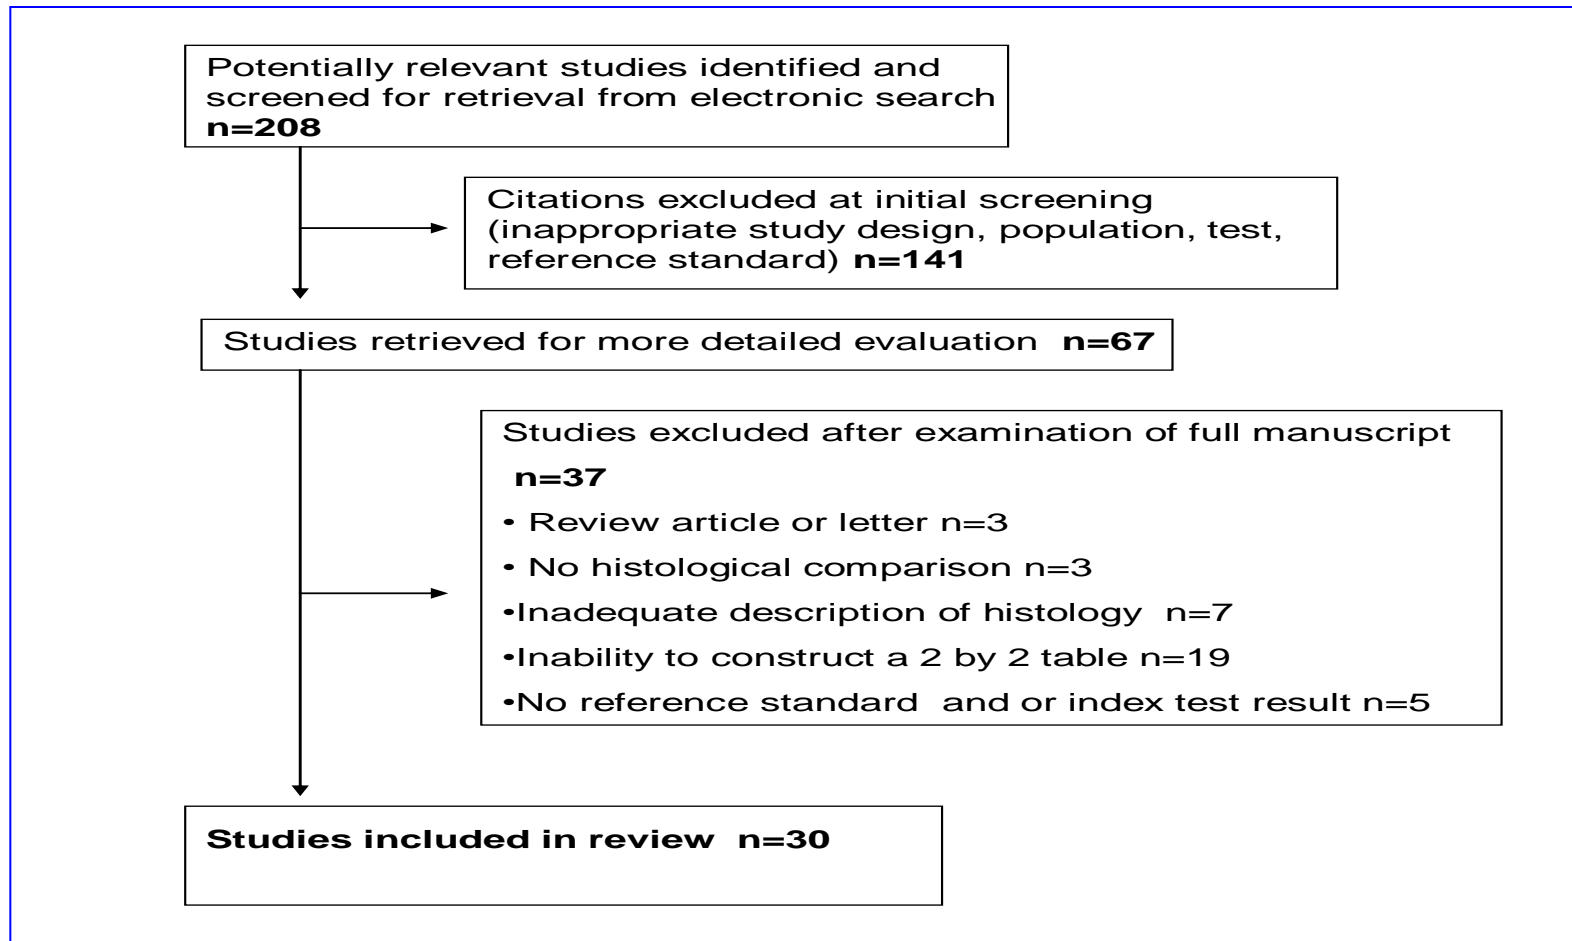 Potentially relevant studies identified and
screened for retrieval from electronic search
n=208
Citations excluded at initial screening
(inappropriate study design, population, test,
reference standard) n=141
Studies retrieved for more detailed evaluation n=67
Studies excluded after examination of full manuscript
n=37
• Review article or letter n=3
• No histological comparison n=3
•Inadequate description of histology n=7
•Inability to construct a 2 by 2 table n=19
•No reference standard and or index test result n=5
Studies included in review n=30